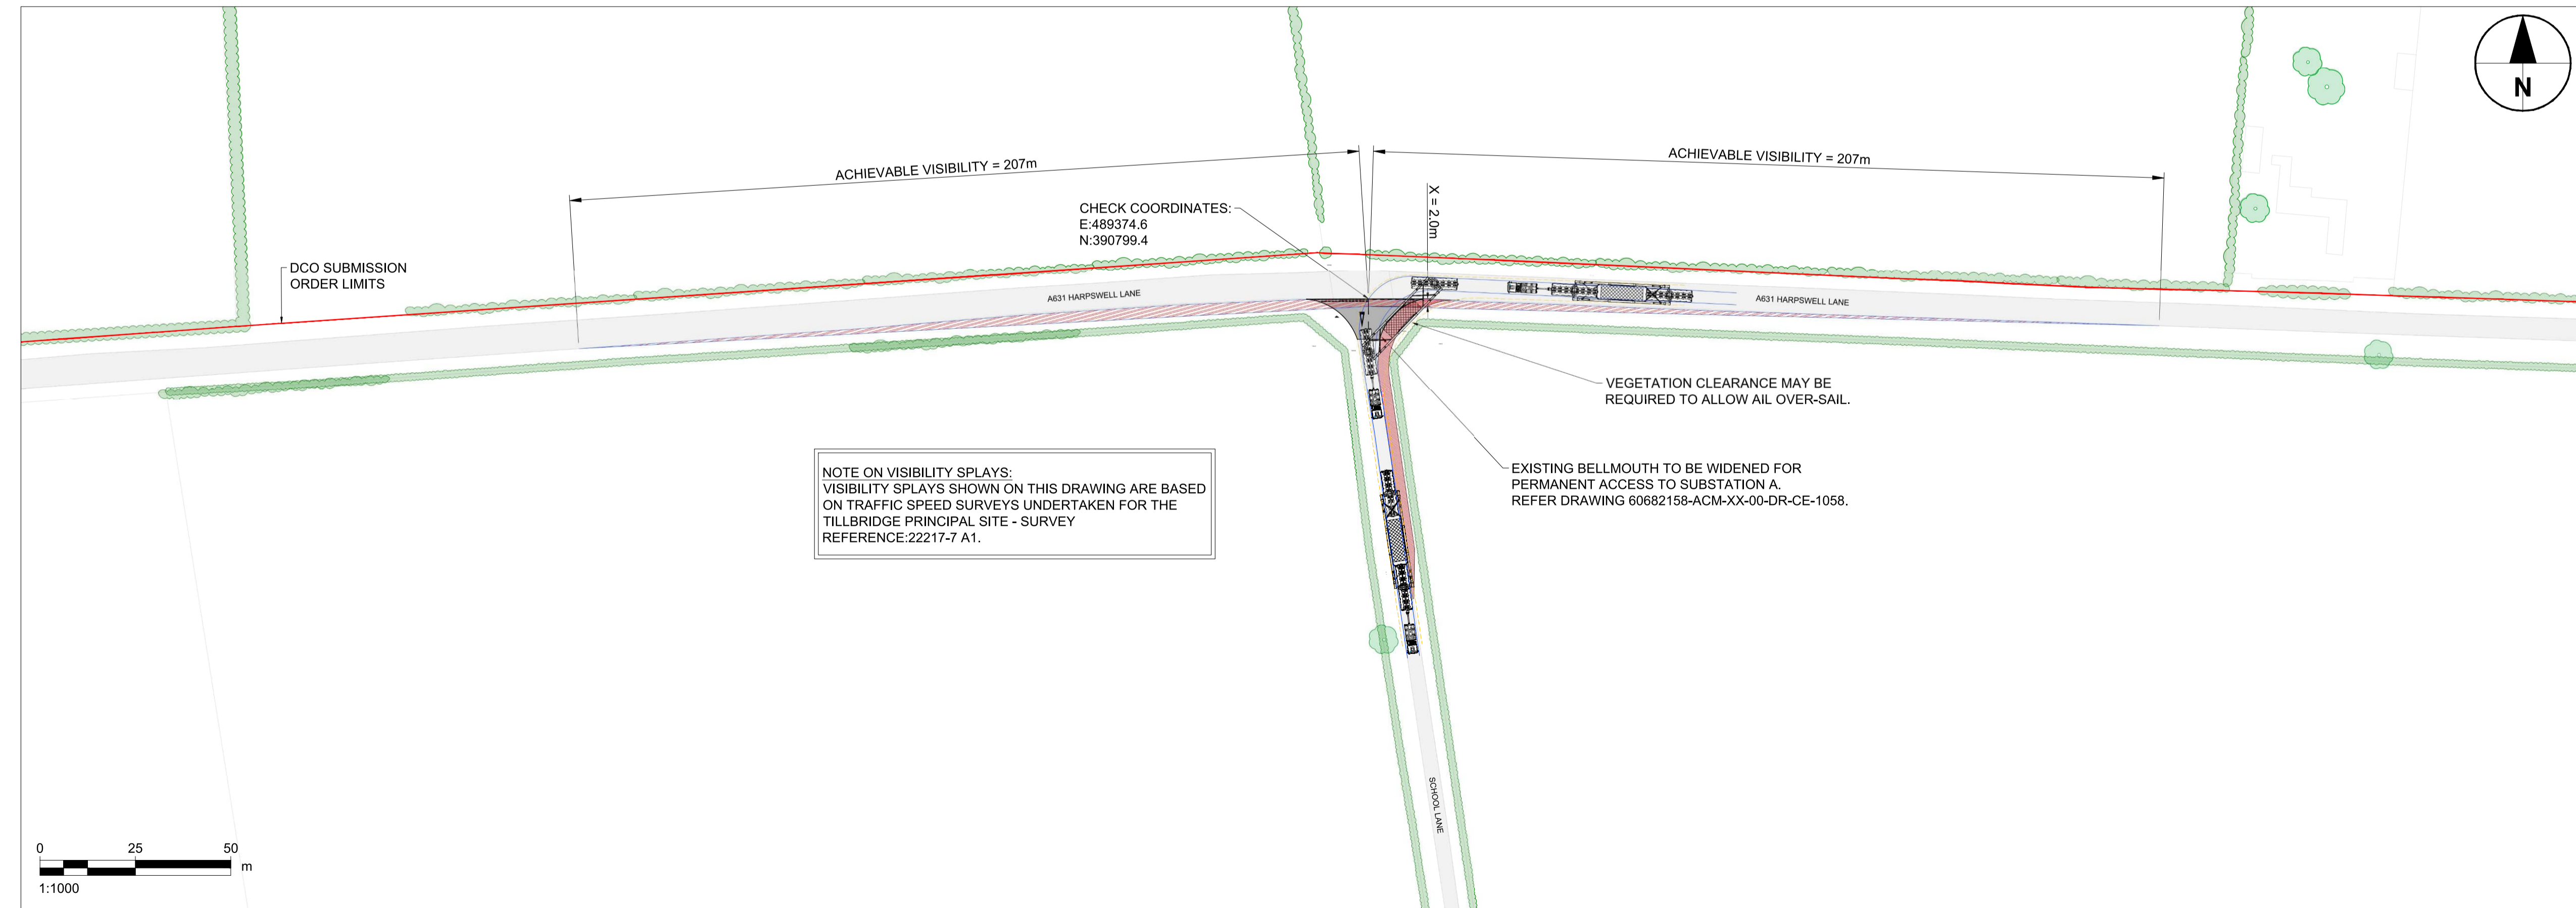 N
ACHIEVABLE VISIBILITY = 207m
ACHIEVABLE VISIBILITY = 207m
X = 2.0m
CHECK COORDINATES:
E:489374.6
N:390799.4
DCO SUBMISSION
ORDER LIMITS
A631 HARPSWELL LANE
A631 HARPSWELL LANE
VEGETATION CLEARANCE MAY BE
REQUIRED TO ALLOW AIL OVER-SAIL.
EXISTING BELLMOUTH TO BE WIDENED FOR
PERMANENT ACCESS TO SUBSTATION A.
REFER DRAWING 60682158-ACM-XX-00-DR-CE-1058.
NOTE ON VISIBILITY SPLAYS:
VISIBILITY SPLAYS SHOWN ON THIS DRAWING ARE BASED
ON TRAFFIC SPEED SURVEYS UNDERTAKEN FOR THE
TILLBRIDGE PRINCIPAL SITE - SURVEY
REFERENCE:22217-7 A1.
SCHOOL LANE
0 25 50
m
1:1000